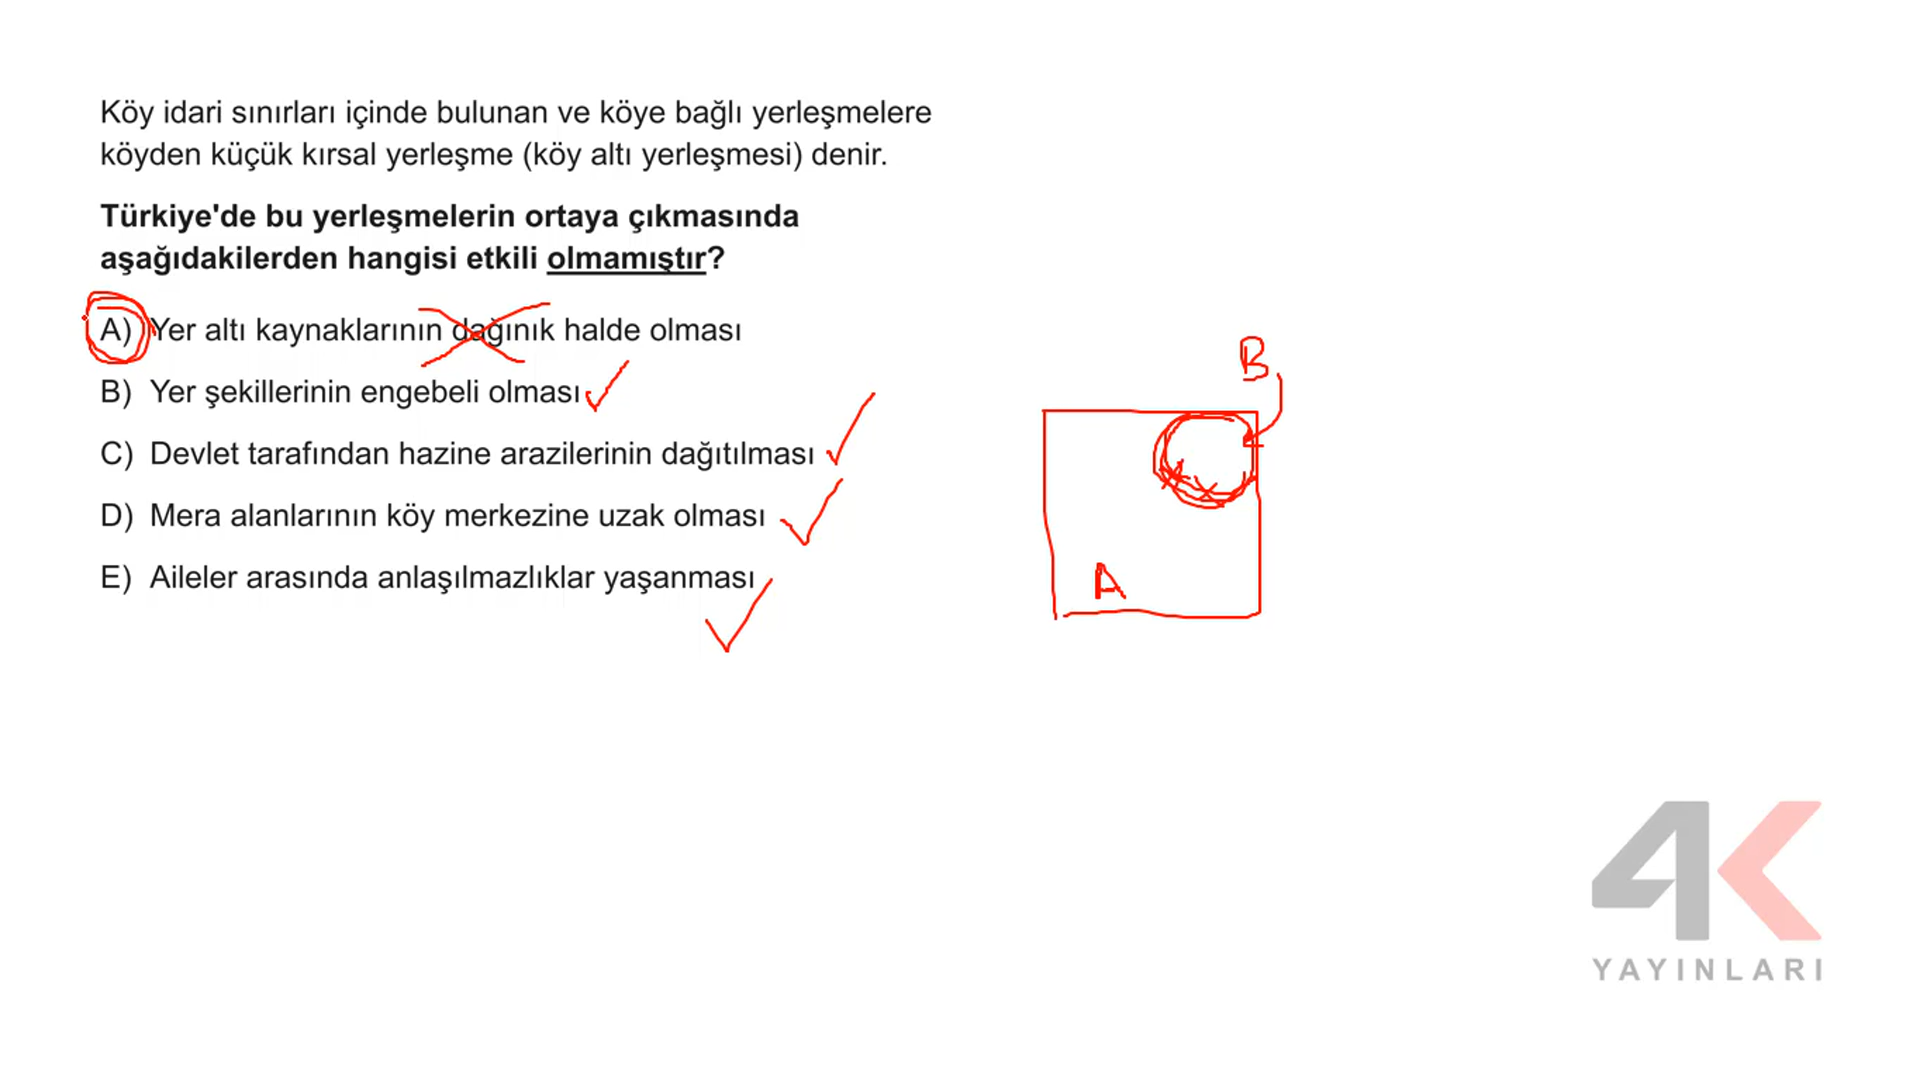 Köy idari sınırları içinde bulunan ve köye bağlı yerleşmelere
köyden küçük kırsal yerleşme (köy altı yerleşmesi) denir.
Türkiye'de bu yerleşmelerin ortaya çıkmasında
aşağıdakilerden hangisi etkili olmamıştır?
A) Yer altı kaynaklarının dağınık halde olması
B) Yer şekillerinin engebeli olması
C) Devlet tarafından hazine arazilerinin dağıtılması
D) Mera alanlarının köy merkezine uzak olması
E) Aileler arasında anlaşılmazlıklar yaşanması
B
A
4K
YAYINLARI